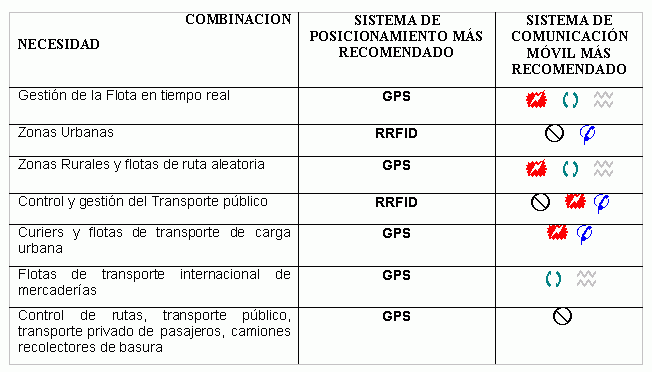 COMBINACION
NECESIDAD
SISTEMA DE
POSICIONAMIENTO MÁS
RECOMENDADO
SISTEMA DE
COMUNICACIÓN
MÓVIL MÁS
RECOMENDADO
Gestión de la Flota en tiempo real
GPS
Zonas Urbanas
RRFID
Zonas Rurales y flotas de ruta aleatoria
GPS
Control y gestión del Transporte público
RRFID
Curiers y flotas de transporte de carga
urbana
GPS
Flotas de transporte internacional de
mercaderías
GPS
Control de rutas, transporte público,
transporte privado de pasajeros, camiones
recolectores de basura
GPS